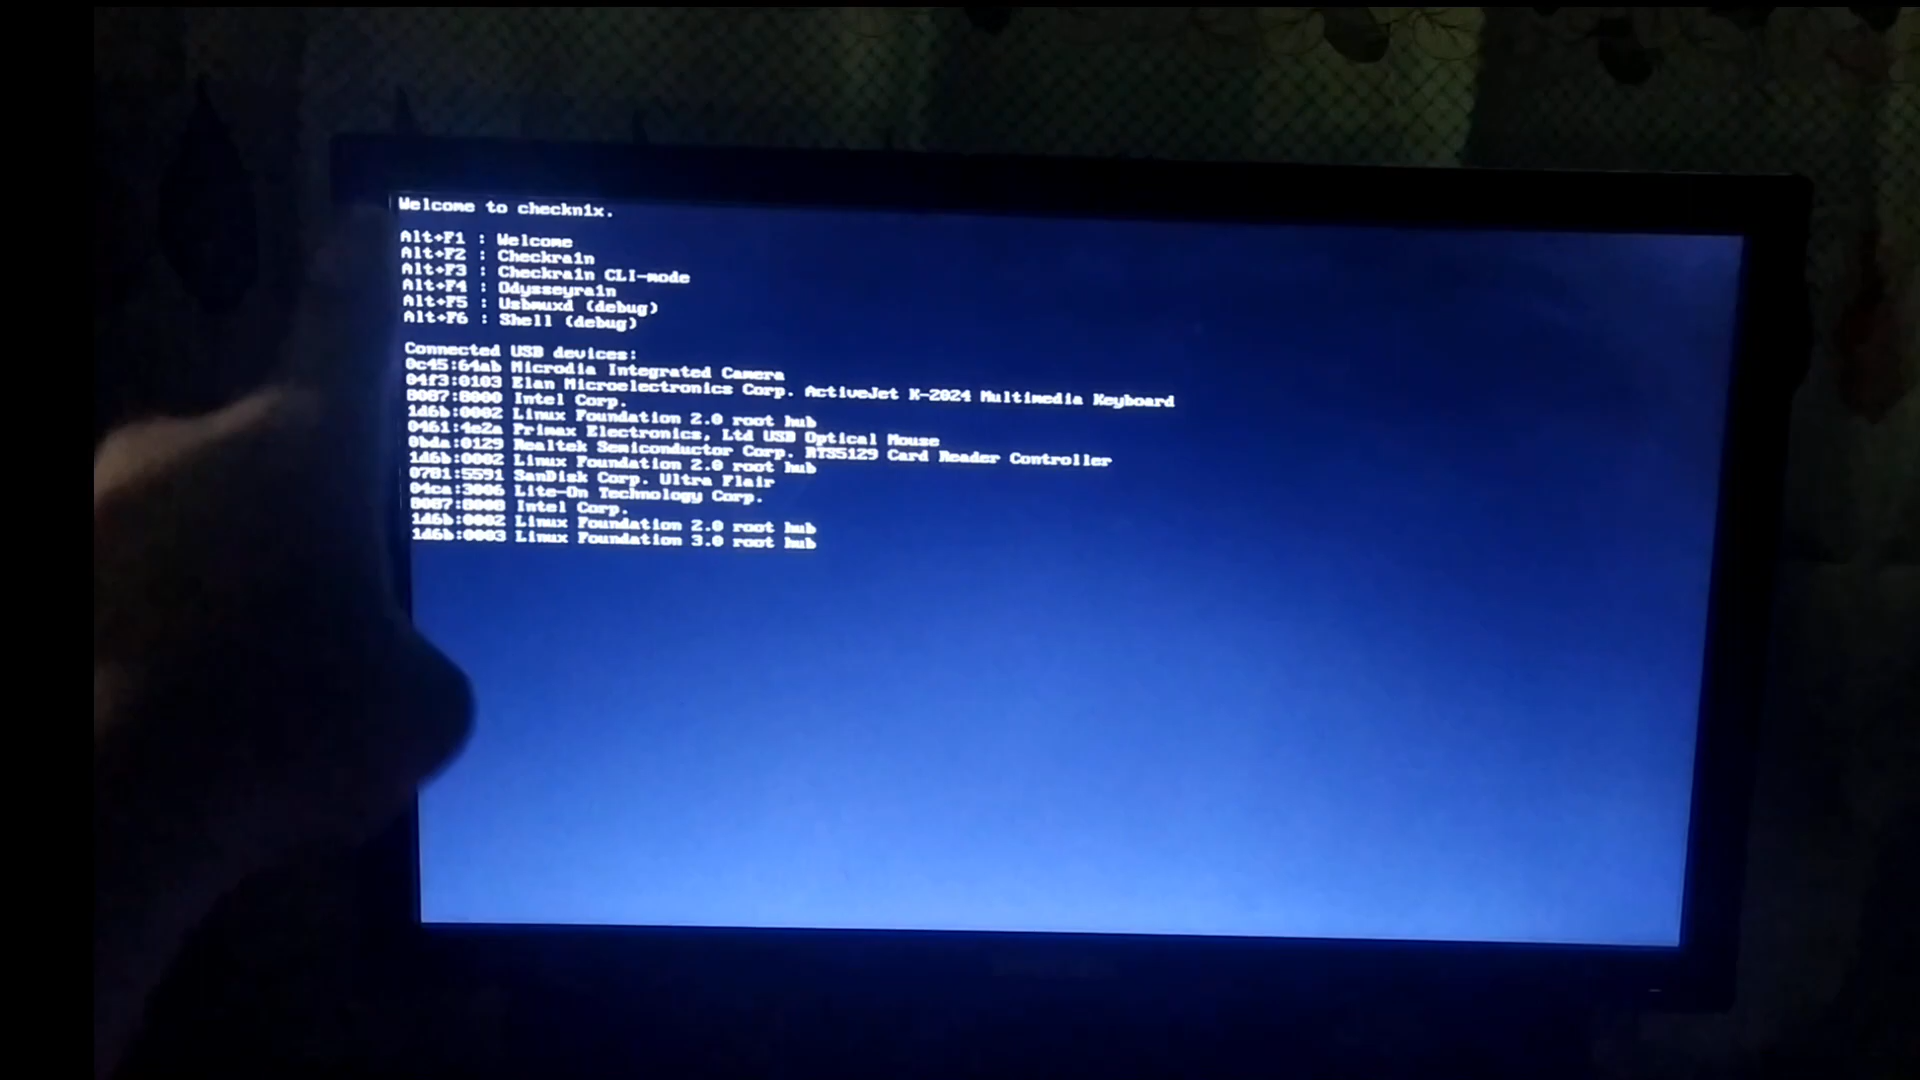 Welcome to checkn1x.
Alt+F1 : Welcome
Alt+F2 : Checkra1n
Alt+F3 : Checkra1n CLI-mode
Alt+F4 : Odysseyra1n
Alt+F5 : Usbmuxd (debug)
Alt+F6 : Shell (debug)
Connected USB devices:
0c45:64ab Microdia Integrated Camera
04f3:0103 Elan Microelectronics Corp. ActiveJet K-2024 Multimedia Keyboard
8087:8000 Intel Corp.
1d6b:0002 Linux Foundation 2.0 root hub
0461:4e2a Primax Electronics, Ltd USB Optical Mouse
0bda:0129 Realtek Semiconductor Corp. RTS5129 Card Reader Controller
1d6b:0002 Linux Foundation 2.0 root hub
0781:5591 SanDisk Corp. Ultra Flair
04ca:3006 Lite-On Technology Corp.
8087:8008 Intel Corp.
1d6b:0002 Linux Foundation 2.0 root hub
1d6b:0003 Linux Foundation 3.0 root hub